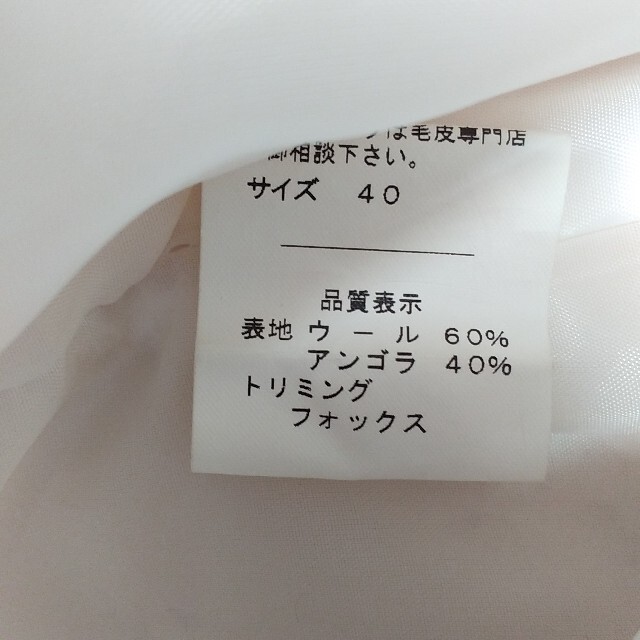 は毛皮専門店
御相談下さい。
サイズ 40
品質表示
表地 ウール 60%
アンゴラ 40%
トリミング
フォックス